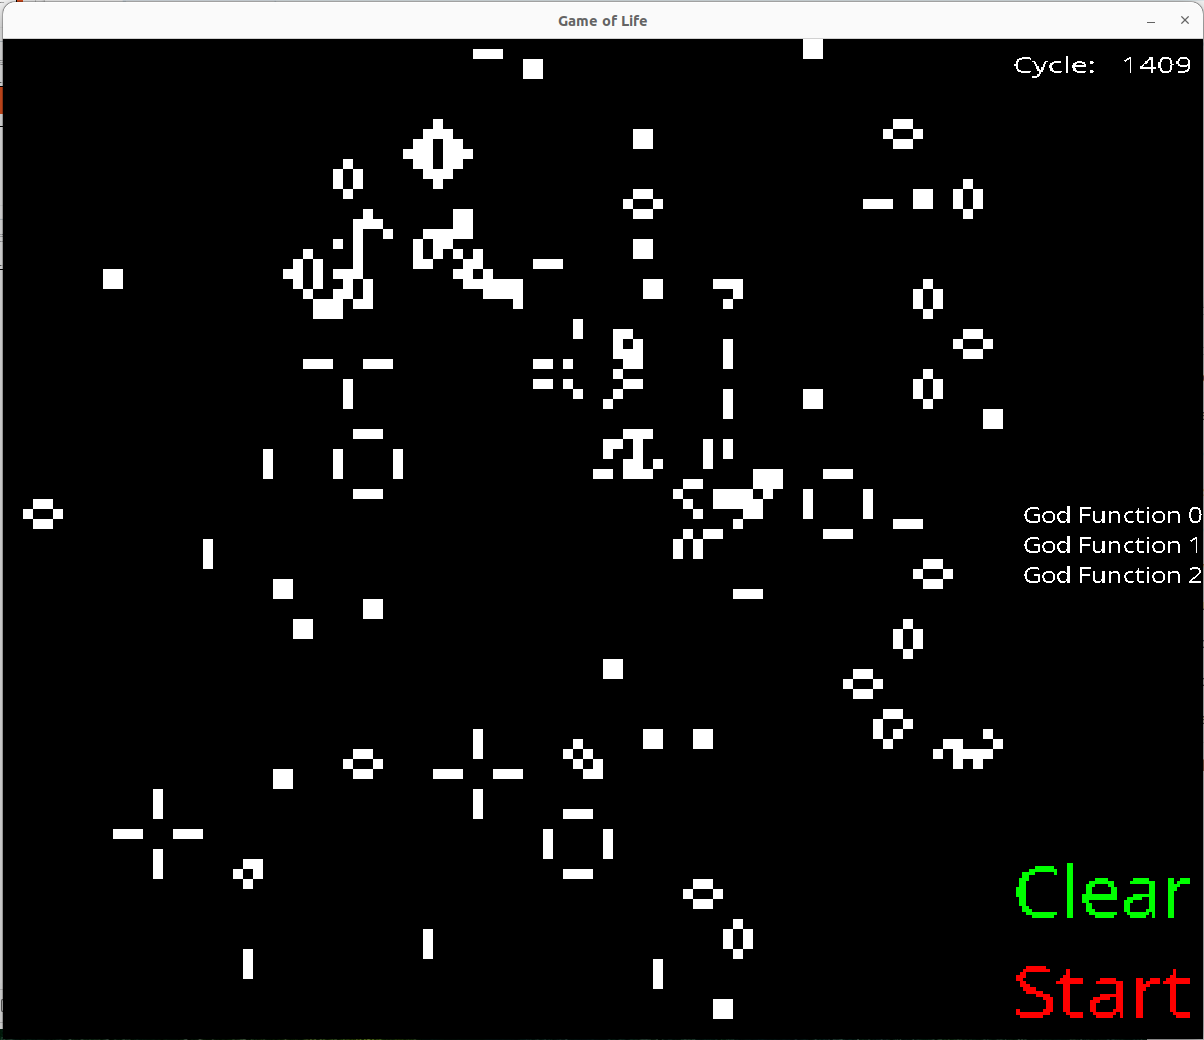 Game of Life
Cycle: 1409
God Function 0
God Function 1
God Function 2
Clear
Start